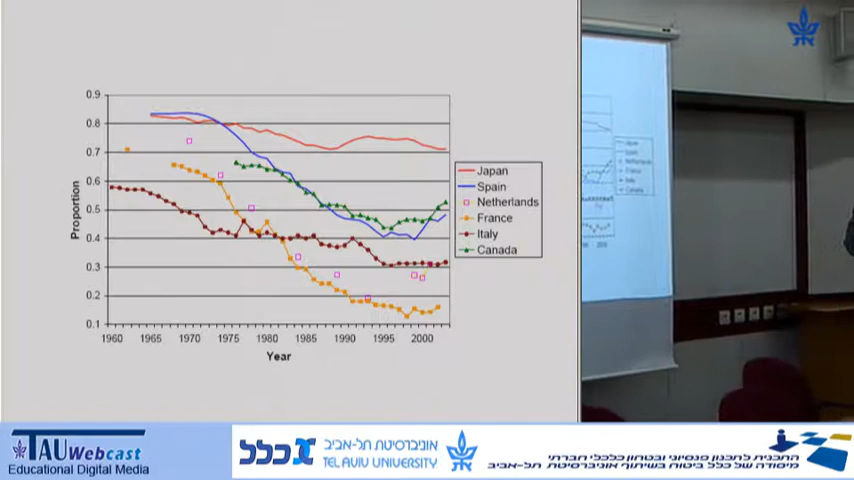 0.9
0.8
0.7
0.6
0.5
0.4
0.3
0.2
0.1
Proportion
1960 1965 1970 1975 1980 1985 1990 1995 2000
Year
Japan
Spain
Netherlands
France
Italy
Canada
TAU Webcast
Educational Digital Media
כלל
אוניברסיטת תל-אביב
TEL AVIV UNIVERSITY
התכנית לתכנון פנסיוני ובטחון כלכלי חברתי
מיסודה של כלל ביטוח בשיתוף אוניברסיטת תל-אביב